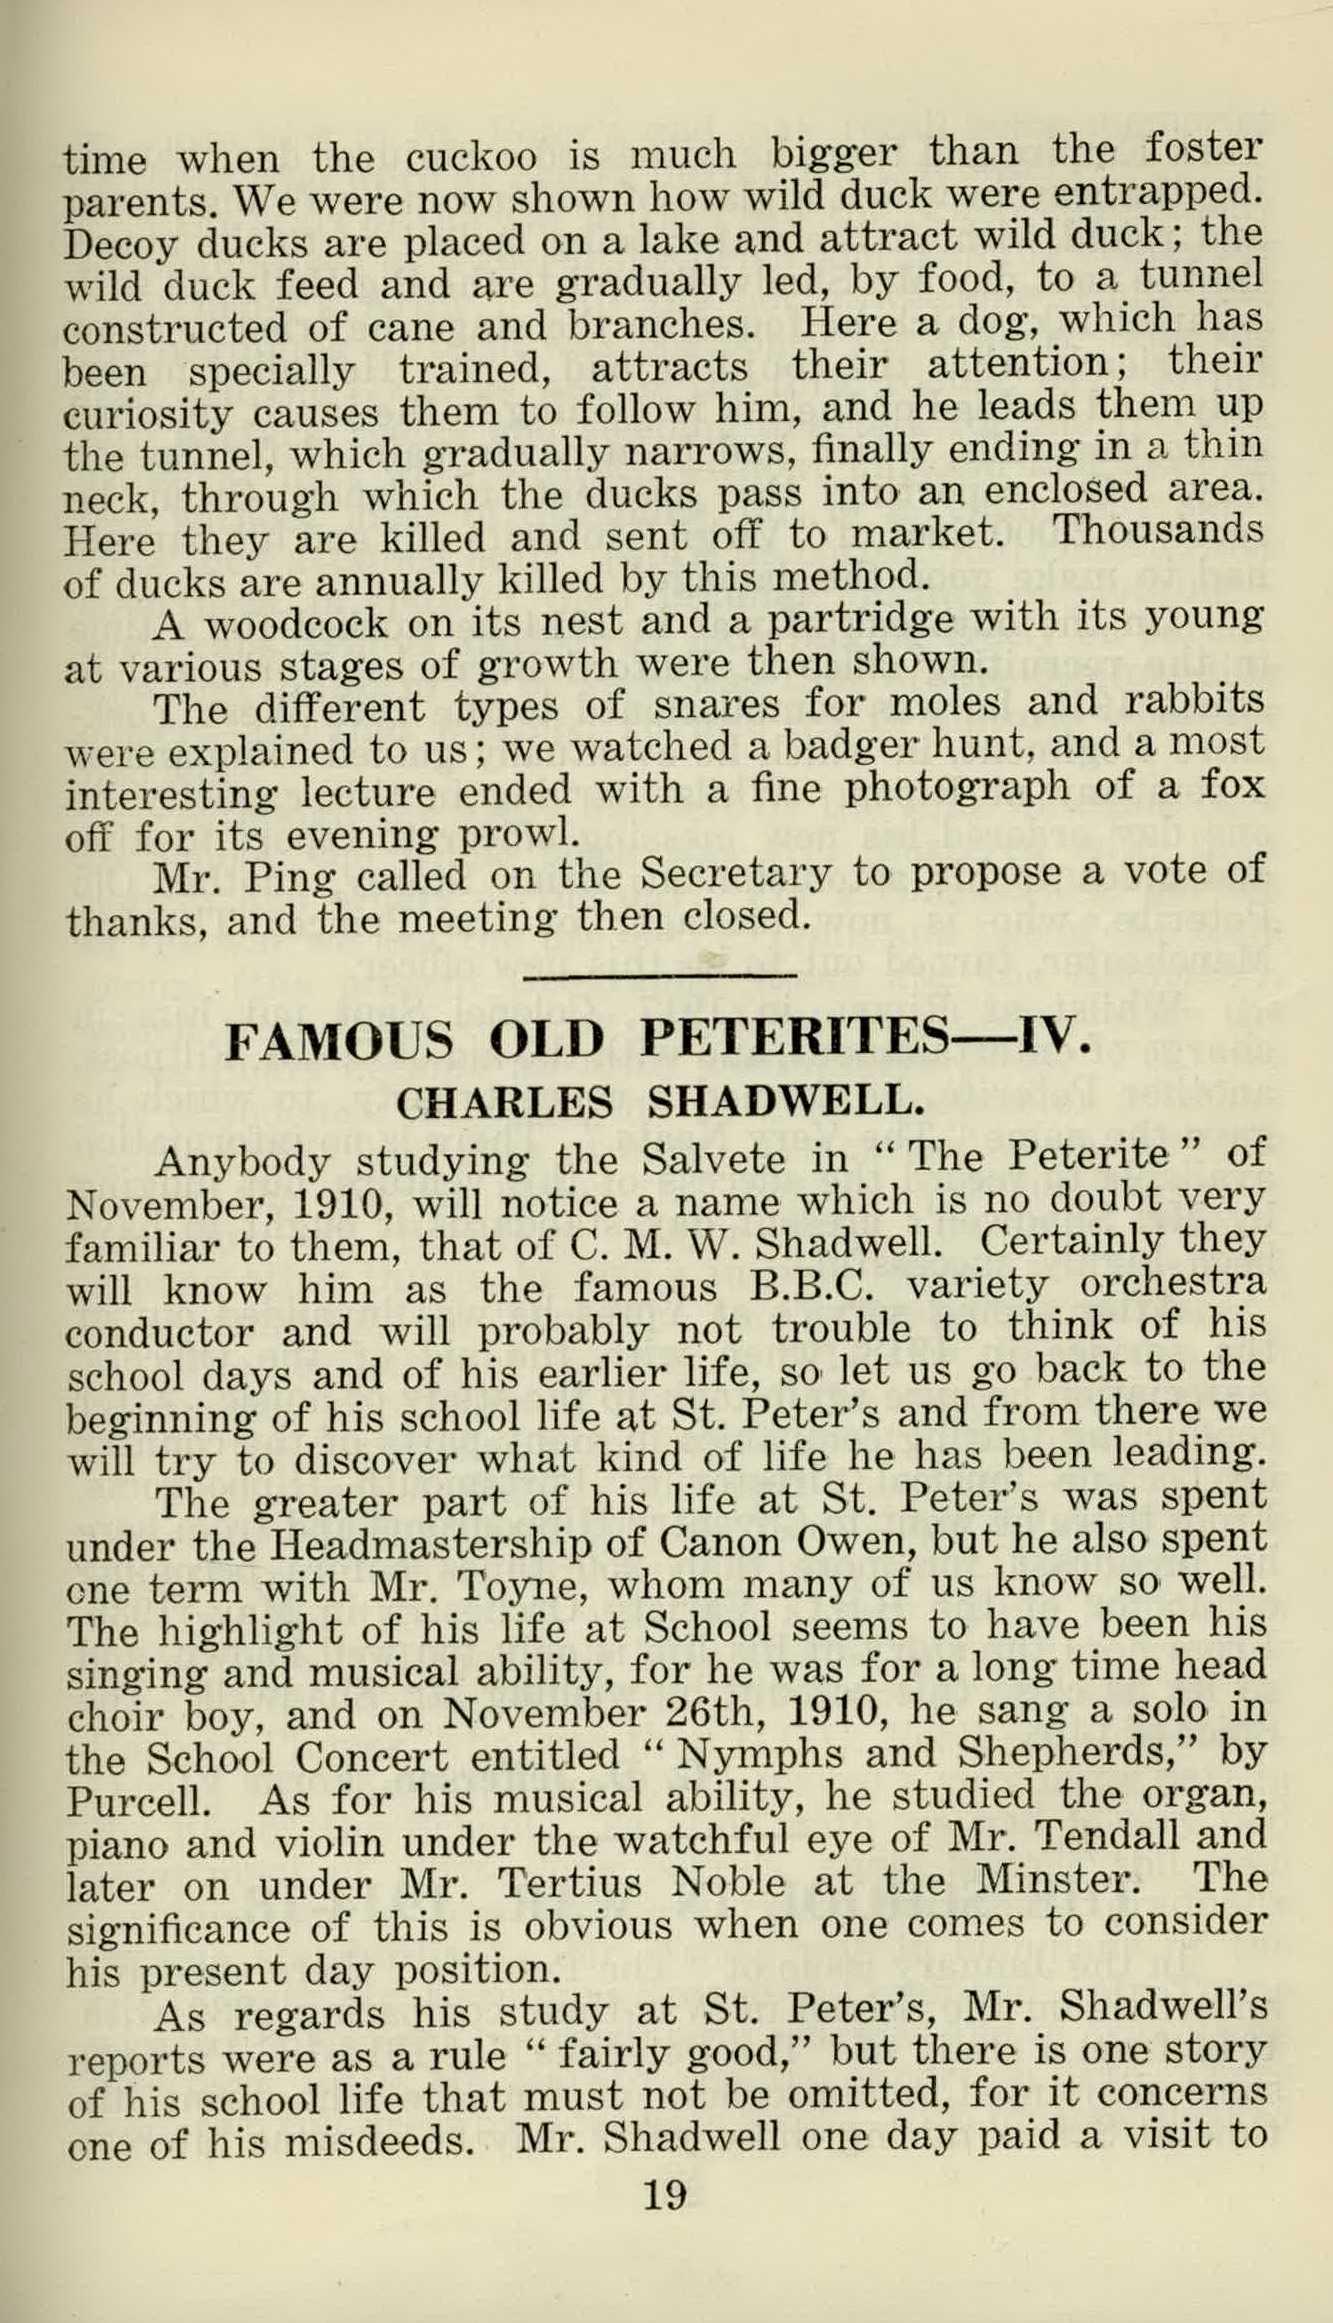 time when the cuckoo is much bigger than the foster
parents. We were now shown how wild duck were entrapped.
Decoy ducks are placed on a lake and attract wild duck; the
wild duck feed and are gradually led, by food, to a tunnel
constructed of cane and branches. Here a dog, which has
been specially trained, attracts their attention; their
curiosity causes them to follow him, and he leads them up
the tunnel, which gradually narrows, finally ending in a thin
neck, through which the ducks pass into an enclosed area.
Here they are killed and sent off to market. Thousands
of ducks are annually killed by this method.
A woodcock on its nest and a partridge with its young
at various stages of growth were then shown.
The different types of snares for moles and rabbits
were explained to us; we watched a badger hunt, and a most
interesting lecture ended with a fine photograph of a fox
off for its evening prowl.
Mr. Ping called on the Secretary to propose a vote of
thanks, and the meeting then closed.
FAMOUS OLD PETERITES—IV.
CHARLES SHADWELL.
Anybody studying the Salvete in "The Peterite" of
November, 1910, will notice a name which is no doubt very
familiar to them, that of C. M. W. Shadwell. Certainly they
will know him as the famous B.B.C. variety orchestra
conductor and will probably not trouble to think of his
school days and of his earlier life, so let us go back to the
beginning of his school life at St. Peter's and from there we
will try to discover what kind of life he has been leading.
The greater part of his life at St. Peter's was spent
under the Headmastership of Canon Owen, but he also spent
one term with Mr. Toyne, whom many of us know so well.
The highlight of his life at School seems to have been his
singing and musical ability, for he was for a long time head
choir boy, and on November 26th, 1910, he sang a solo in
the School Concert entitled "Nymphs and Shepherds," by
Purcell. As for his musical ability, he studied the organ,
piano and violin under the watchful eye of Mr. Tendall and
later on under Mr. Tertius Noble at the Minster. The
significance of this is obvious when one comes to consider
his present day position.
As regards his study at St. Peter's, Mr. Shadwell's
reports were as a rule "fairly good," but there is one story
of his school life that must not be omitted, for it concerns
one of his misdeeds. Mr. Shadwell one day paid a visit to
19